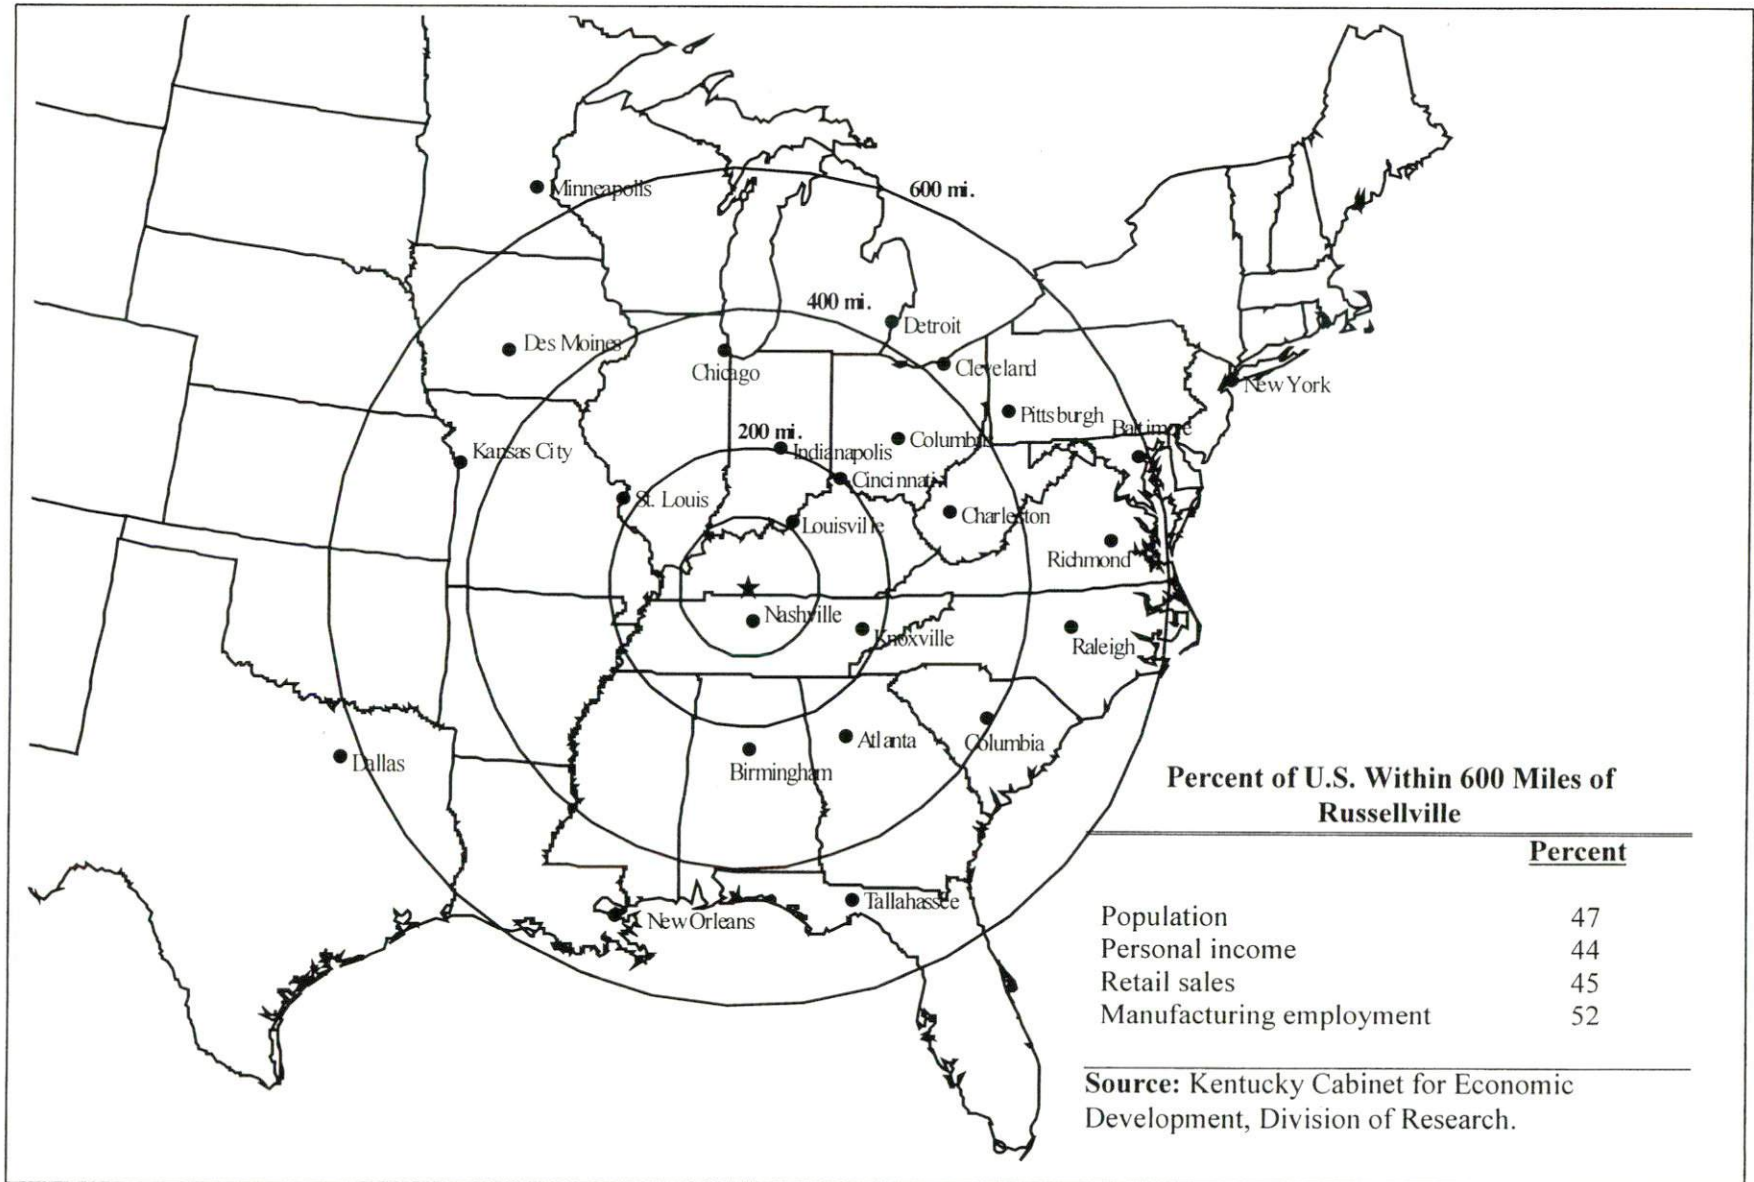 600 mi.
Minneapolis
400 mi.
Detroit
Des Moines
Chicago
Cleveland
New York
Pittsburgh
Baltimore
200 mi.
Columbus
Indianapolis
Kansas City
Cincinnati
St. Louis
Charleston
Louisville
Richmond
Nashville
Knoxville
Raleigh
Atlanta
Columbia
Dallas
Birmingham
Tallahassee
New Orleans
Percent of U.S. Within 600 Miles of
Russellville
Percent
Population 47
Personal income 44
Retail sales 45
Manufacturing employment 52
Source: Kentucky Cabinet for Economic
Development, Division of Research.